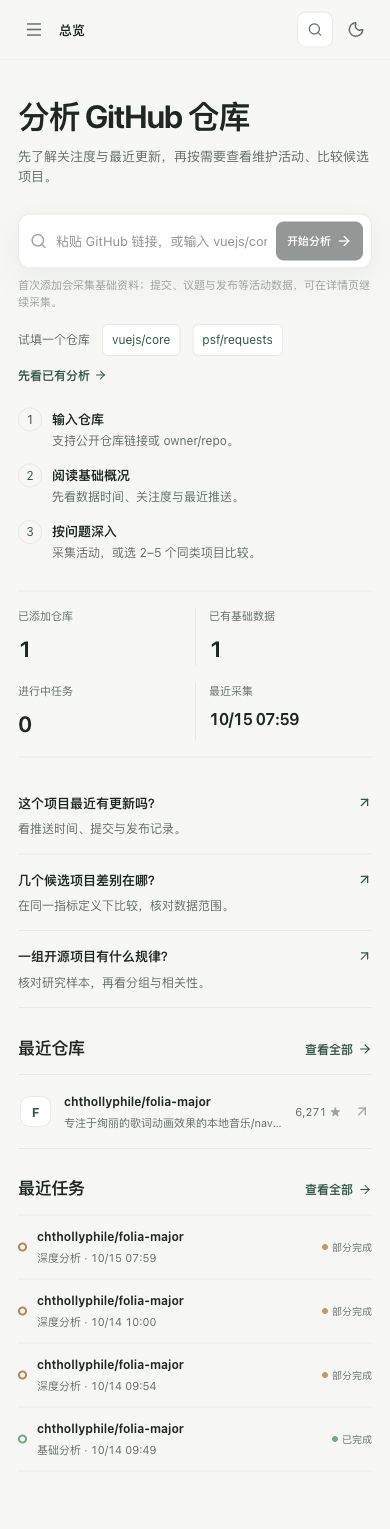 总览
分析 GitHub 仓库
先了解关注度与最近更新，再按需要查看维护活动、比较候选
项目。
粘贴 GitHub 链接，或输入 vuejs/cor
开始分析
首次添加会采集基础资料；提交、议题与发布等活动数据，可在详情页继
续采集。
试填一个仓库 vuejs/core psf/requests
先看已有分析
1 输入仓库
支持公开仓库链接或 owner/repo。
2 阅读基础概况
先看数据时间、关注度与最近推送。
3 按问题深入
采集活动，或选 2–5 个同类项目比较。
已添加仓库 已有基础数据
1 1
进行中任务 最近采集
0 10/15 07:59
这个项目最近有更新吗?
看推送时间、提交与发布记录。
几个候选项目差别在哪?
在同一指标定义下比较，核对数据范围。
一组开源项目有什么规律?
核对研究样本，再看分组与相关性。
最近仓库 查看全部
F chthollyphile/folia-major
专注于绚丽的歌词动画效果的本地音乐/nav... 6,271
最近任务 查看全部
chthollyphile/folia-major
深度分析 · 10/15 07:59 部分完成
chthollyphile/folia-major
深度分析 · 10/14 10:00 部分完成
chthollyphile/folia-major
深度分析 · 10/14 09:54 部分完成
chthollyphile/folia-major
基础分析 · 10/14 09:49 已完成